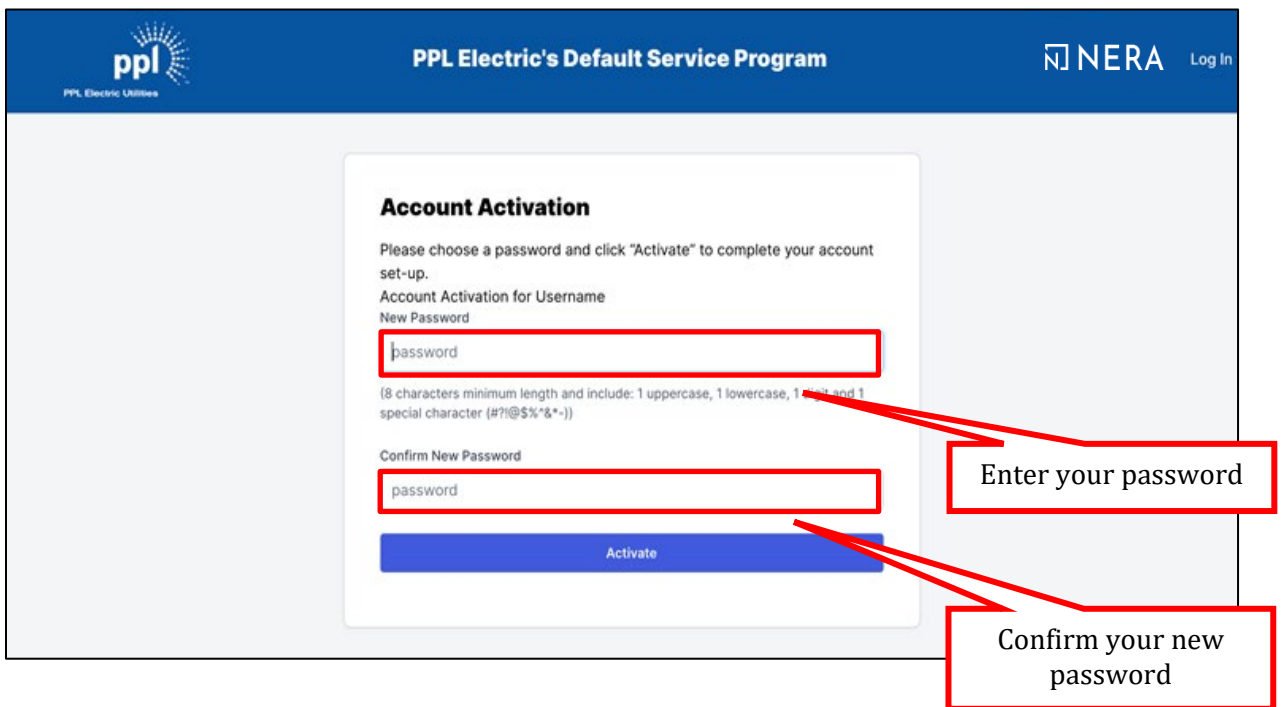 ppl
PPL Electric Utilities
PPL Electric's Default Service Program
NERA
Log In
Account Activation
Please choose a password and click "Activate" to complete your account
set-up.
Account Activation for Username
New Password
password
(8 characters minimum length and include: 1 uppercase, 1 lowercase, 1 digit and 1
special character (#?!@$%^&*-))
Enter your password
Confirm New Password
password
Activate
Confirm your new
password